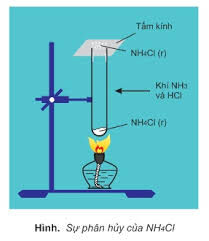 Tấm kính
NH4Cl (r)
Khí NH3
và HCl
NH4Cl (r)
Hình. Sự phân hủy của NH4Cl